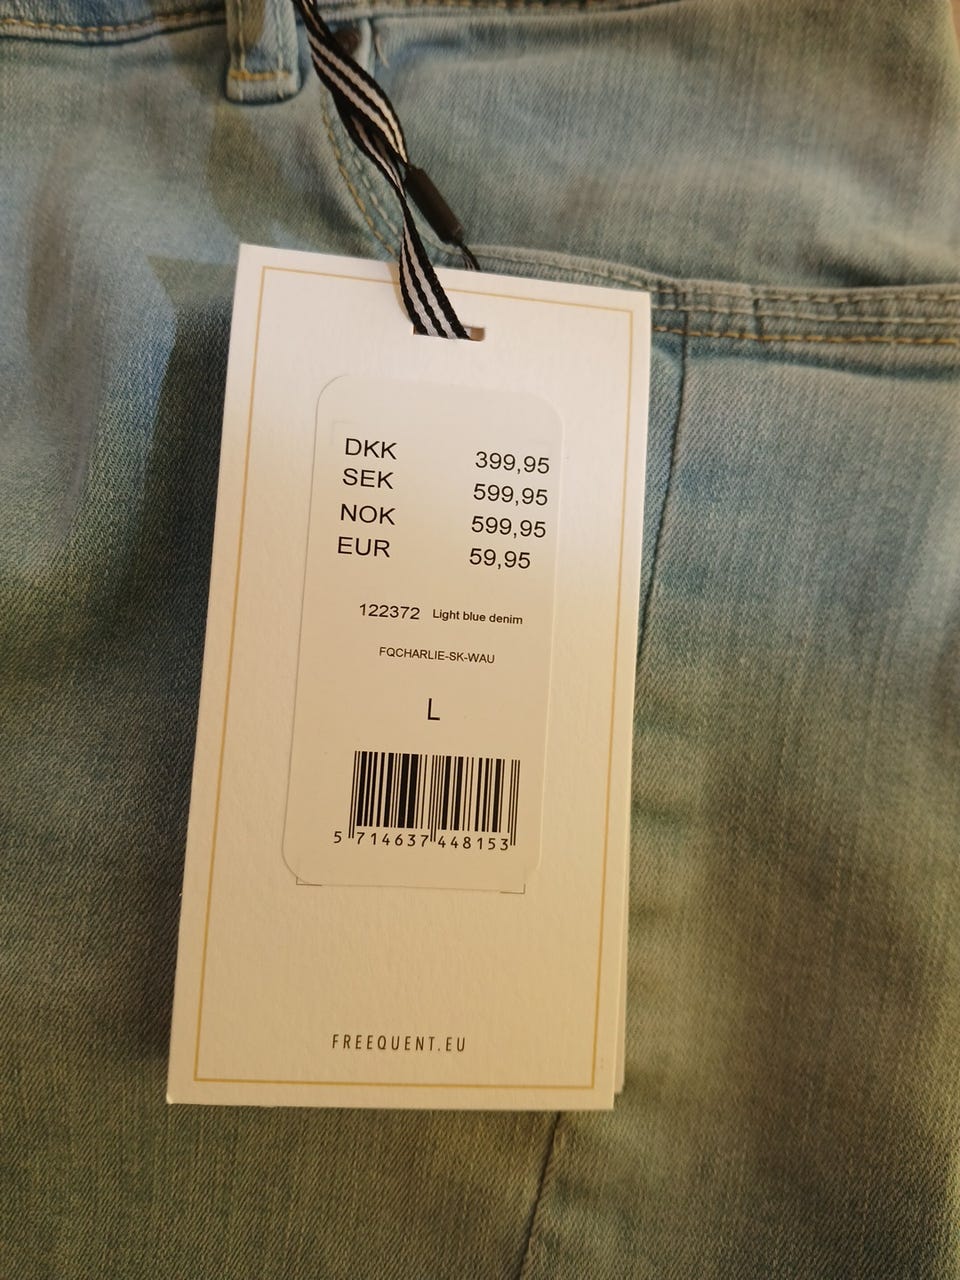 DKK 399,95
SEK 599,95
NOK 599,95
EUR 59,95
122372 Light blue denim
FQCHARLIE-SK-WAU
L
5 714637 448153
FREEQUENT.EU